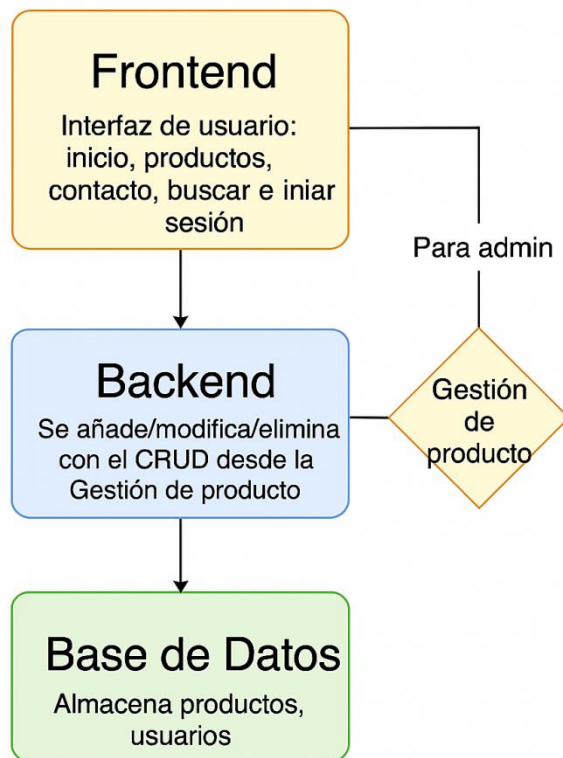 Frontend
Interfaz de usuario:
inicio, productos,
contacto, buscar e iniar
sesión
Para admin
Backend
Se añade/modifica/elimina
con el CRUD desde la
Gestión de producto
Gestión
de
producto
Base de Datos
Almacena productos,
usuarios